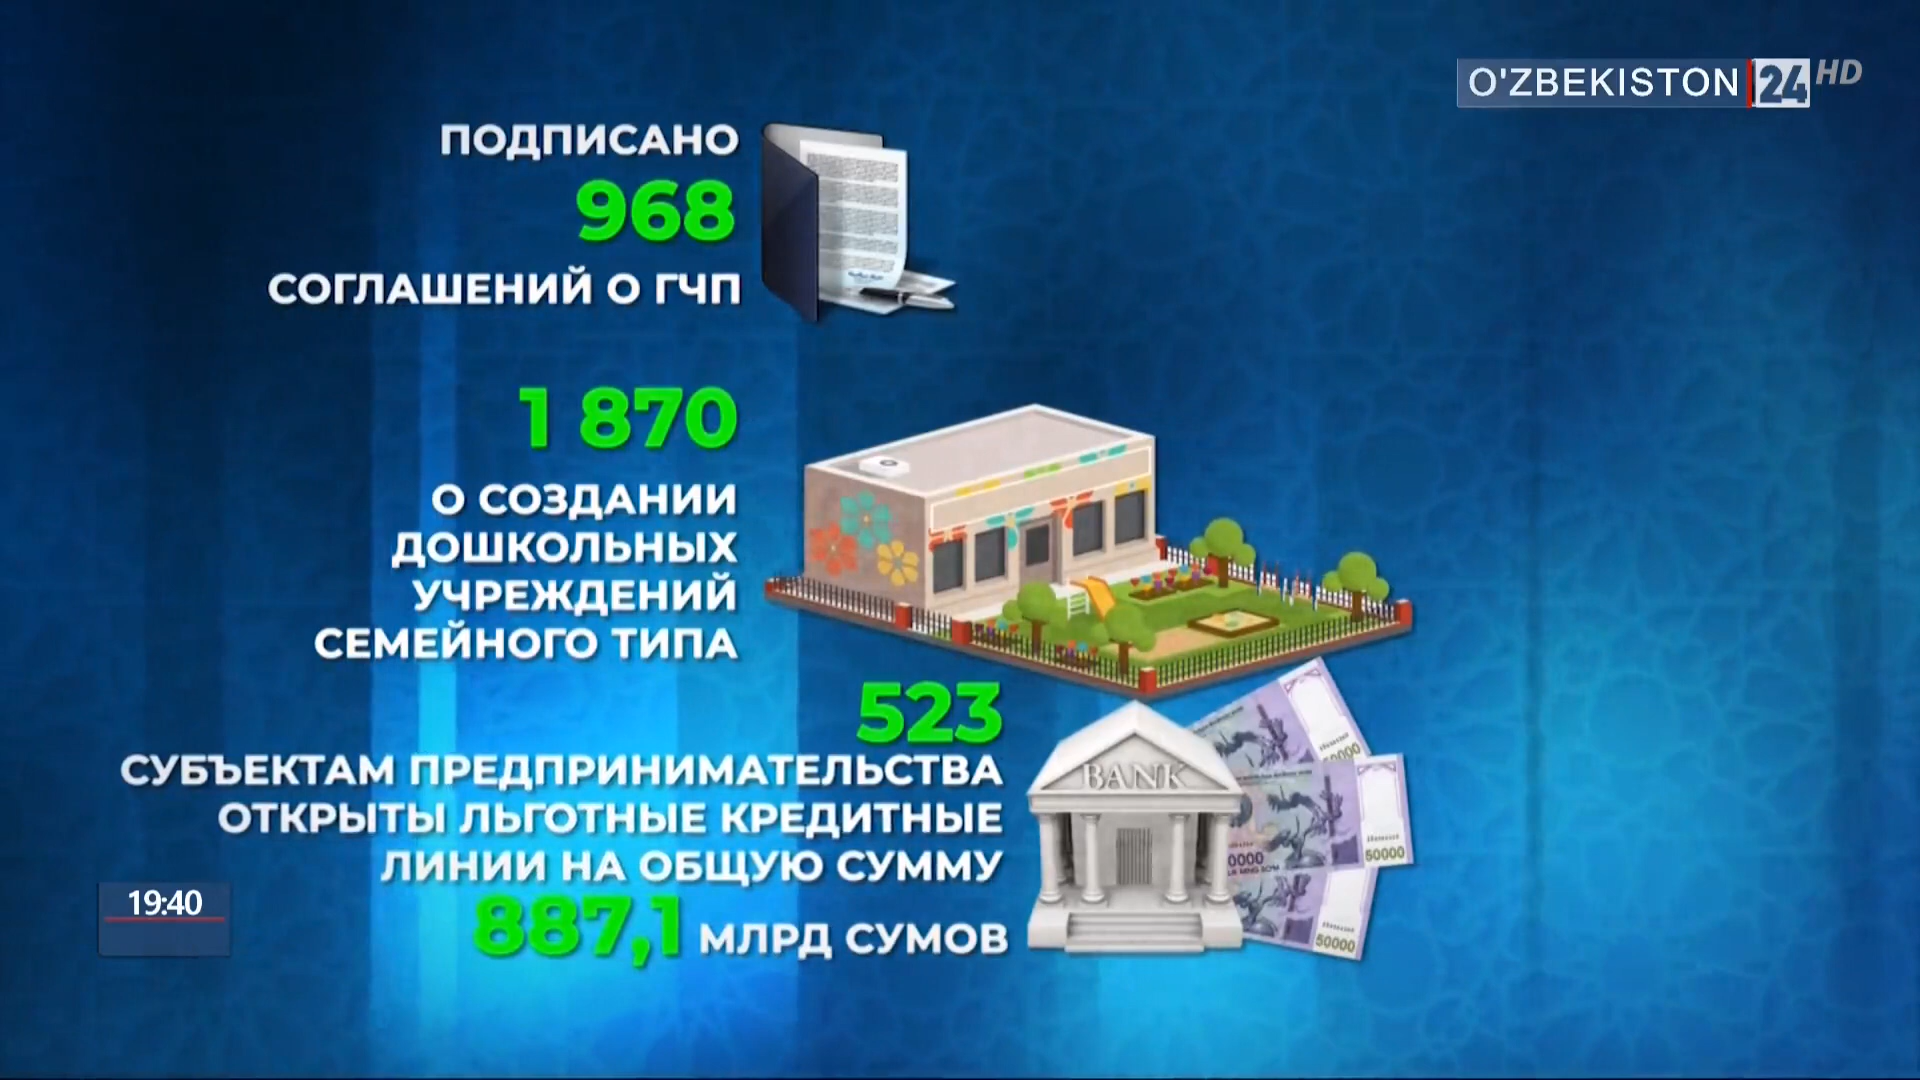 O'ZBEKISTON 24 HD
ПОДПИСАНО
968
СОГЛАШЕНИЙ О ГЧП
1 870
О СОЗДАНИИ
ДОШКОЛЬНЫХ
УЧРЕЖДЕНИЙ
СЕМЕЙНОГО ТИПА
523
СУБЪЕКТАМ ПРЕДПРИНИМАТЕЛЬСТВА
ОТКРЫТЫ ЛЬГОТНЫЕ КРЕДИТНЫЕ
ЛИНИИ НА ОБЩУЮ СУММУ
887,1 МЛРД СУМОВ
BANK
50000
50000
19:40